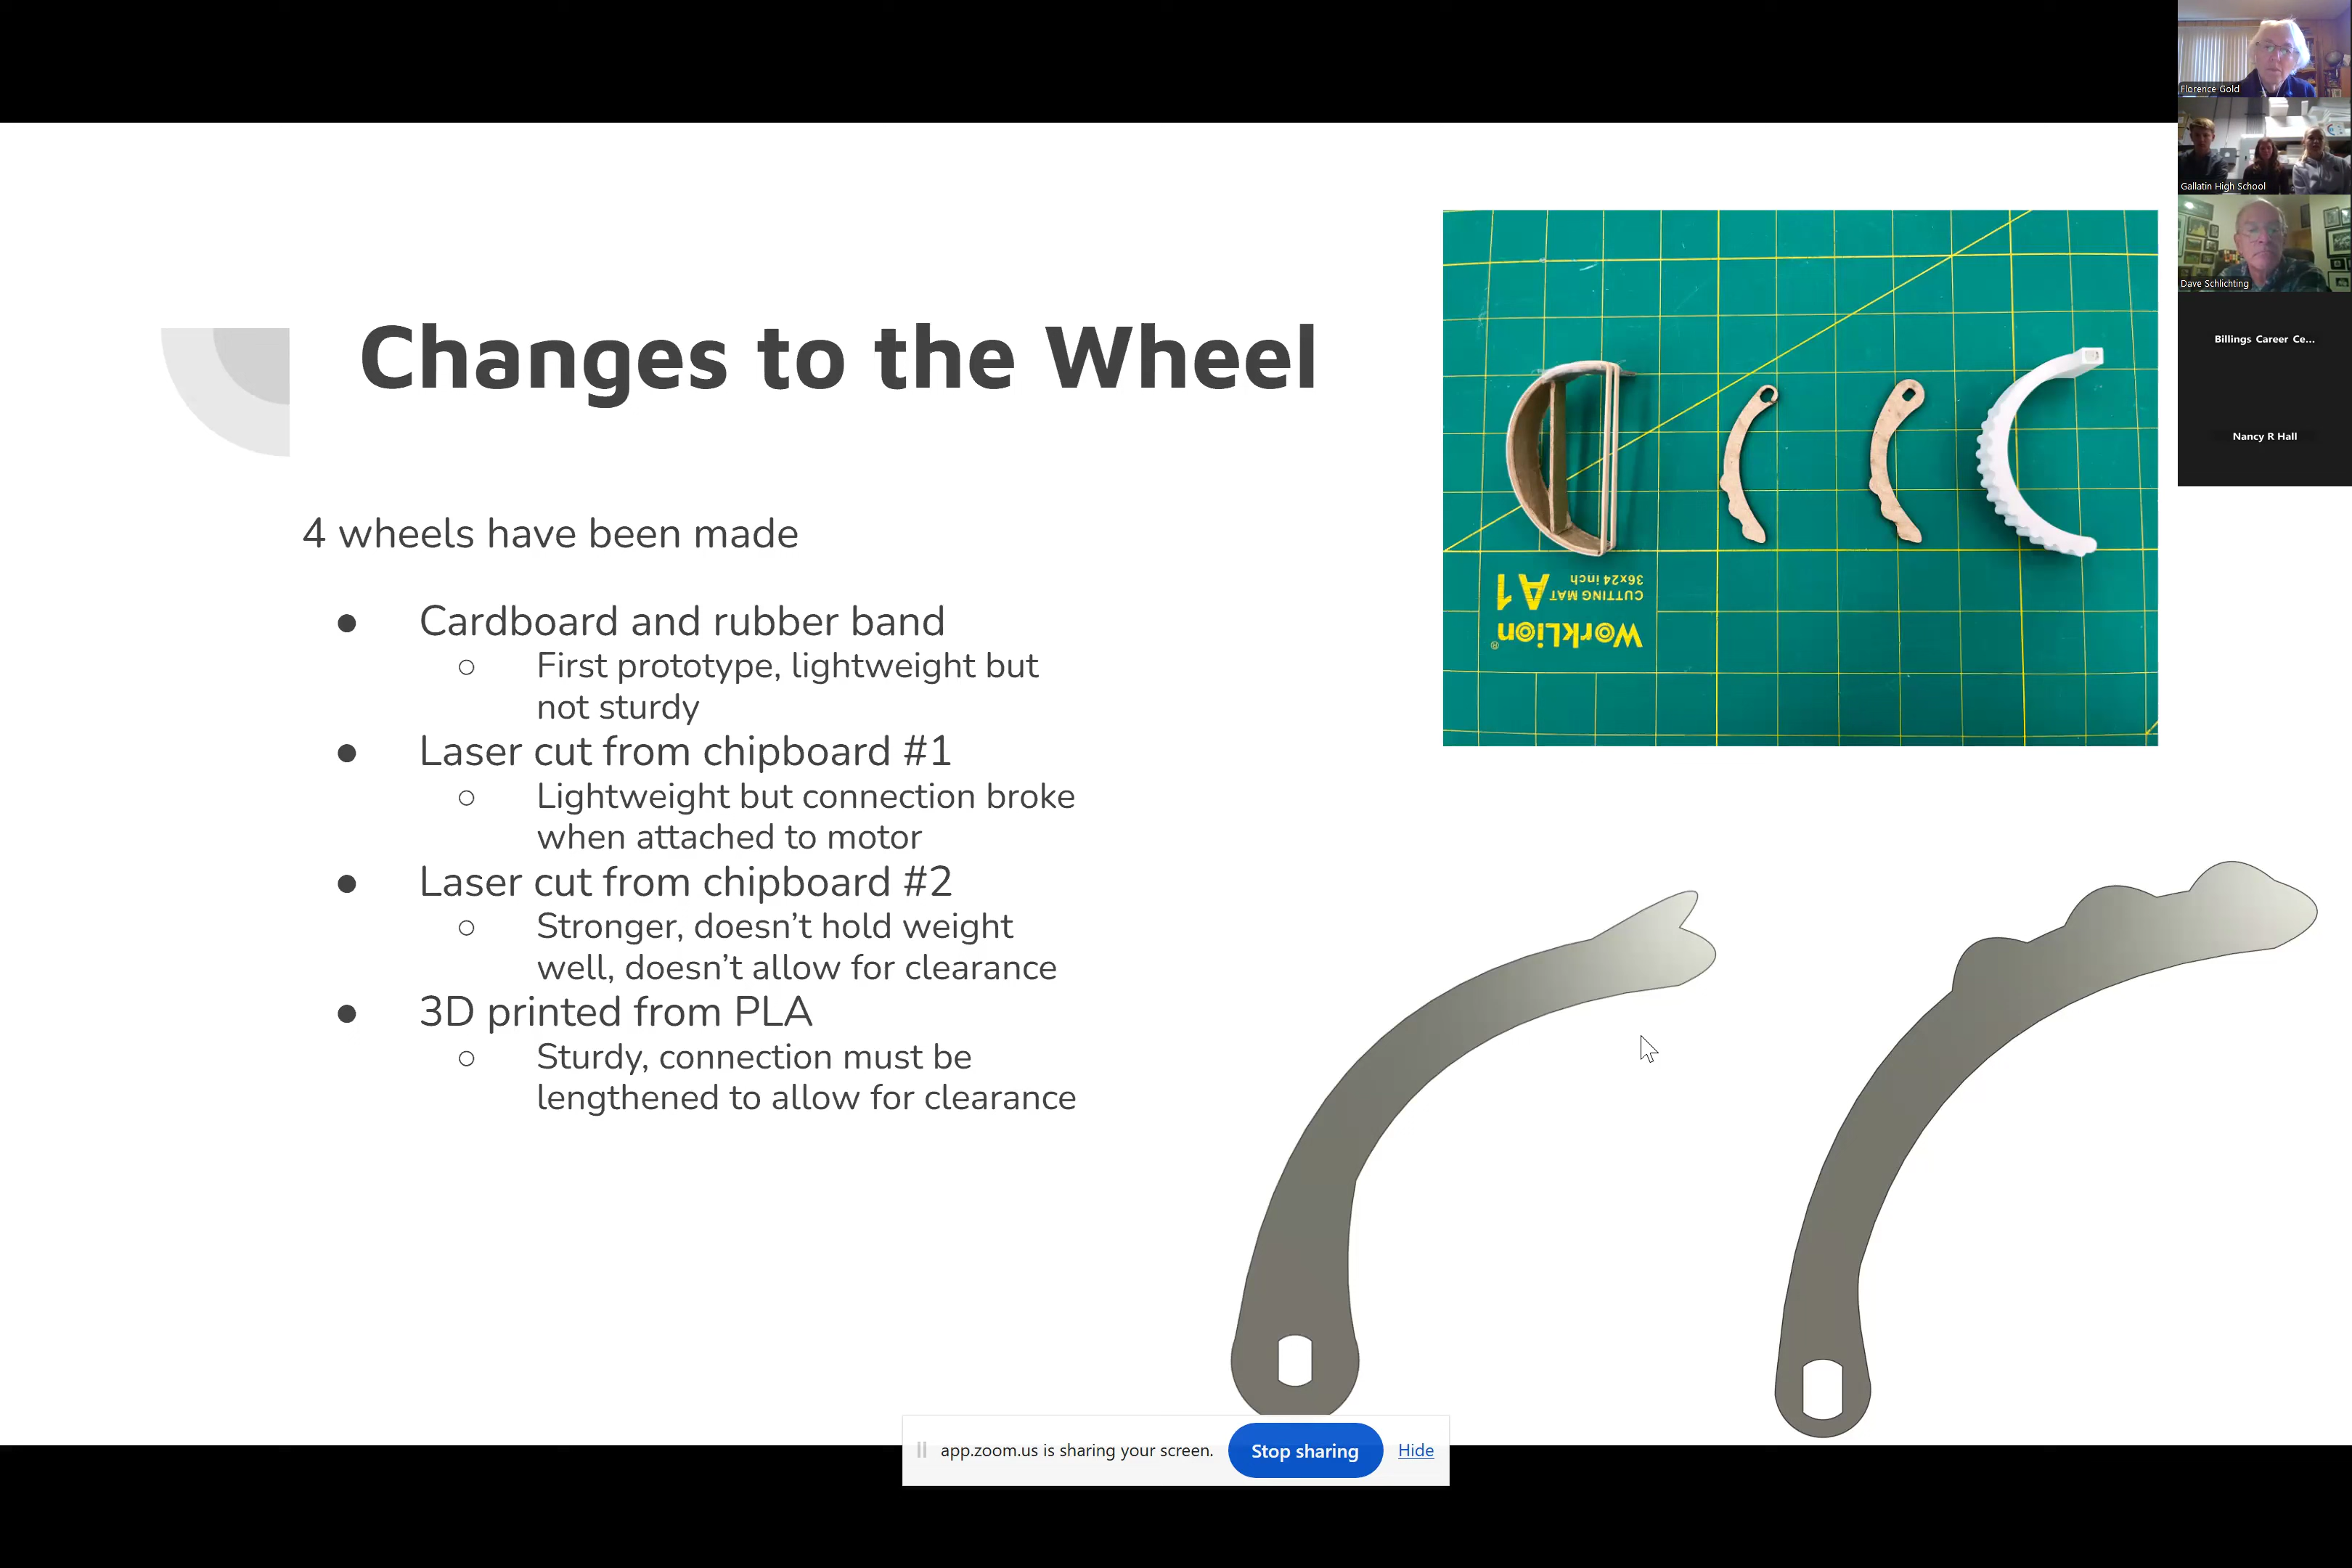 Changes to the Wheel
4 wheels have been made
● Cardboard and rubber band
○ First prototype, lightweight but
not sturdy
● Laser cut from chipboard #1
○ Lightweight but connection broke
when attached to motor
● Laser cut from chipboard #2
○ Stronger, doesn’t hold weight
well, doesn’t allow for clearance
● 3D printed from PLA
○ Sturdy, connection must be
lengthened to allow for clearance
WorkLion®
A1 CUTTING MAT
36x24 inch
Florence Gold
Gallatin High School
Dave Schlichting
Billings Career Ce...
Nancy R Hall
app.zoom.us is sharing your screen.
Stop sharing
Hide